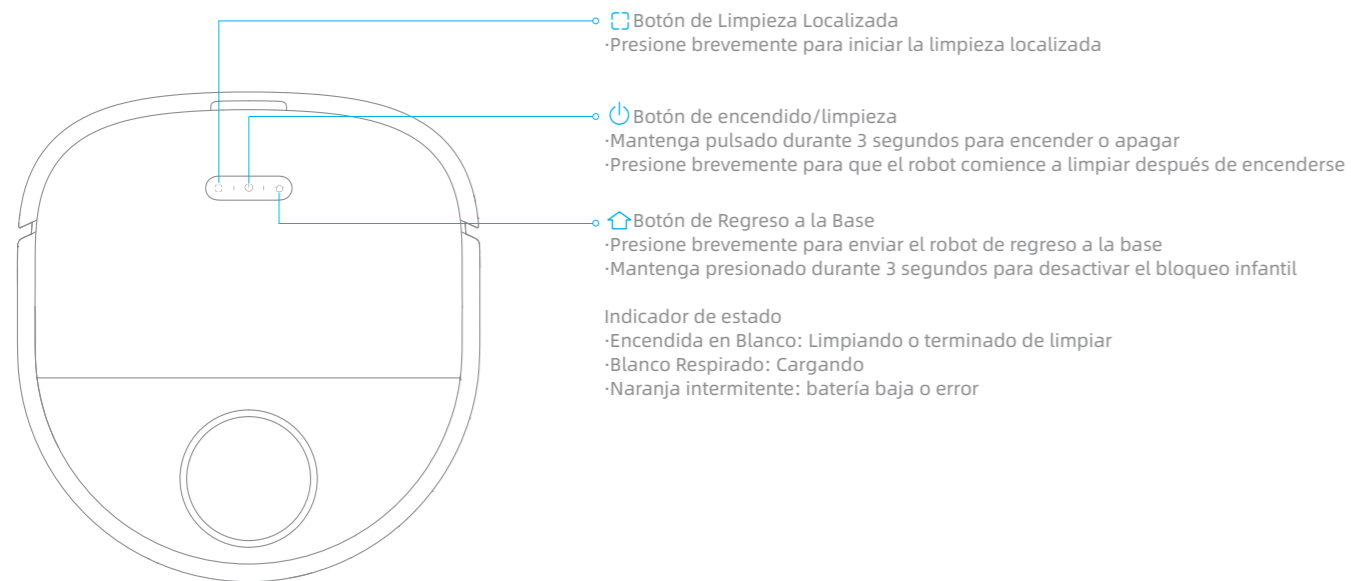 Botón de Limpieza Localizada
·Presione brevemente para iniciar la limpieza localizada
Botón de encendido/limpieza
·Mantenga pulsado durante 3 segundos para encender o apagar
·Presione brevemente para que el robot comience a limpiar después de encenderse
Botón de Regreso a la Base
·Presione brevemente para enviar el robot de regreso a la base
·Mantenga presionado durante 3 segundos para desactivar el bloqueo infantil
Indicador de estado
·Encendida en Blanco: Limpiando o terminado de limpiar
·Blanco Respirado: Cargando
·Naranja intermitente: batería baja o error